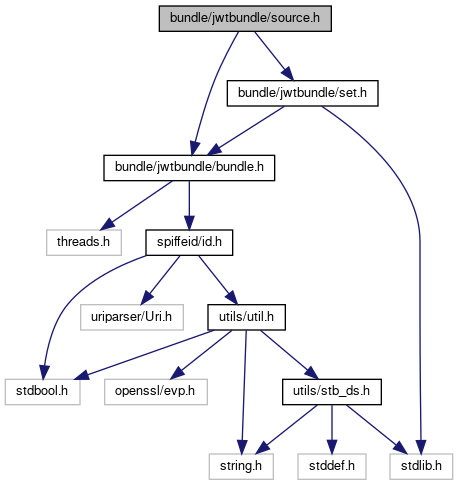 bundle/jwtbundle/source.h
bundle/jwtbundle/set.h
bundle/jwtbundle/bundle.h
threads.h
spiffeid/id.h
uriparser/Uri.h
utils/util.h
stdbool.h
openssl/evp.h
utils/stb_ds.h
string.h
stddef.h
stdlib.h